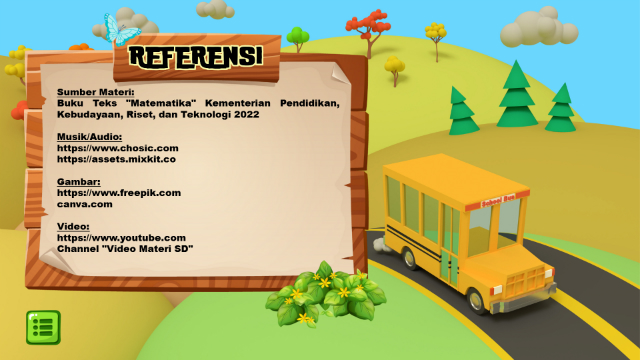 REFERENSI
Sumber Materi:
Buku Teks "Matematika" Kementerian Pendidikan,
Kebudayaan, Riset, dan Teknologi 2022
Musik/Audio:
https://www.chosic.com
https://assets.mixkit.co
Gambar:
https://www.freepik.com
canva.com
Video:
https://www.youtube.com
Channel "Video Materi SD"
School Bus